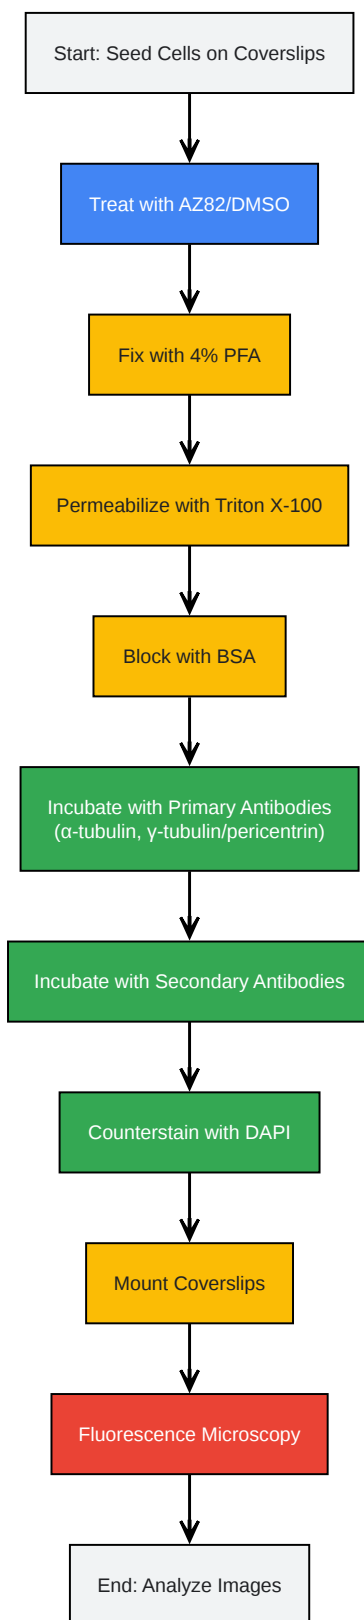 Start: Seed Cells on Coverslips
Treat with AZ82/DMSO
Fix with 4% PFA
Permeabilize with Triton X-100
Block with BSA
Incubate with Primary Antibodies
(α-tubulin, γ-tubulin/pericentrin)
Incubate with Secondary Antibodies
Counterstain with DAPI
Mount Coverslips
Fluorescence Microscopy
End: Analyze Images